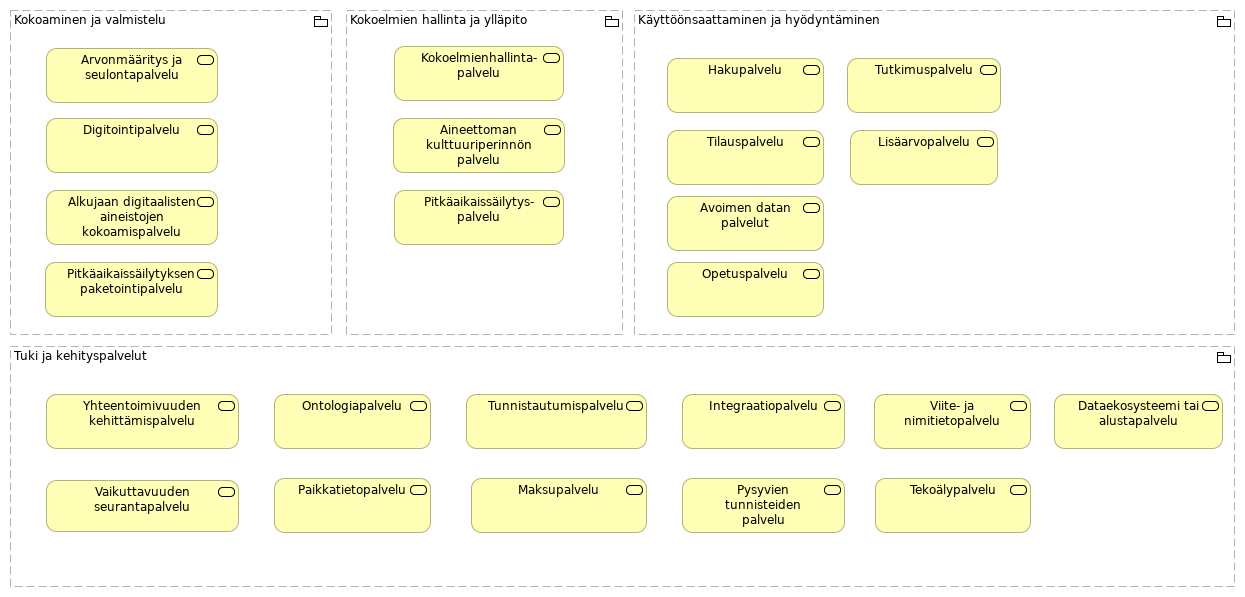 Kokoaminen ja valmistelu
Arvonmääritys ja
seulontapalvelu
Digitointipalvelu
Alkujaan digitaalisten
aineistojen
kokoamispalvelu
Pitkäaikaissäilytyksen
paketointipalvelu
Kokoelmien hallinta ja ylläpito
Kokoelmienhallinta-
palvelu
Aineettoman
kulttuuriperinnön
palvelu
Pitkäaikaissäilytys-
palvelu
Käyttöönsaattaminen ja hyödyntäminen
Hakupalvelu
Tutkimuspalvelu
Tilauspalvelu
Lisäarvopalvelu
Avoimen datan
palvelut
Opetuspalvelu
Tuki ja kehityspalvelut
Yhteentoimivuuden
kehittämispalvelu
Ontologiapalvelu
Tunnistautumispalvelu
Integraatiopalvelu
Viite- ja
nimitietopalvelu
Dataekosysteemi tai
alustapalvelu
Vaikuttavuuden
seurantapalvelu
Paikkatietopalvelu
Maksupalvelu
Pysyvien
tunnisteiden
palvelu
Tekoälypalvelu